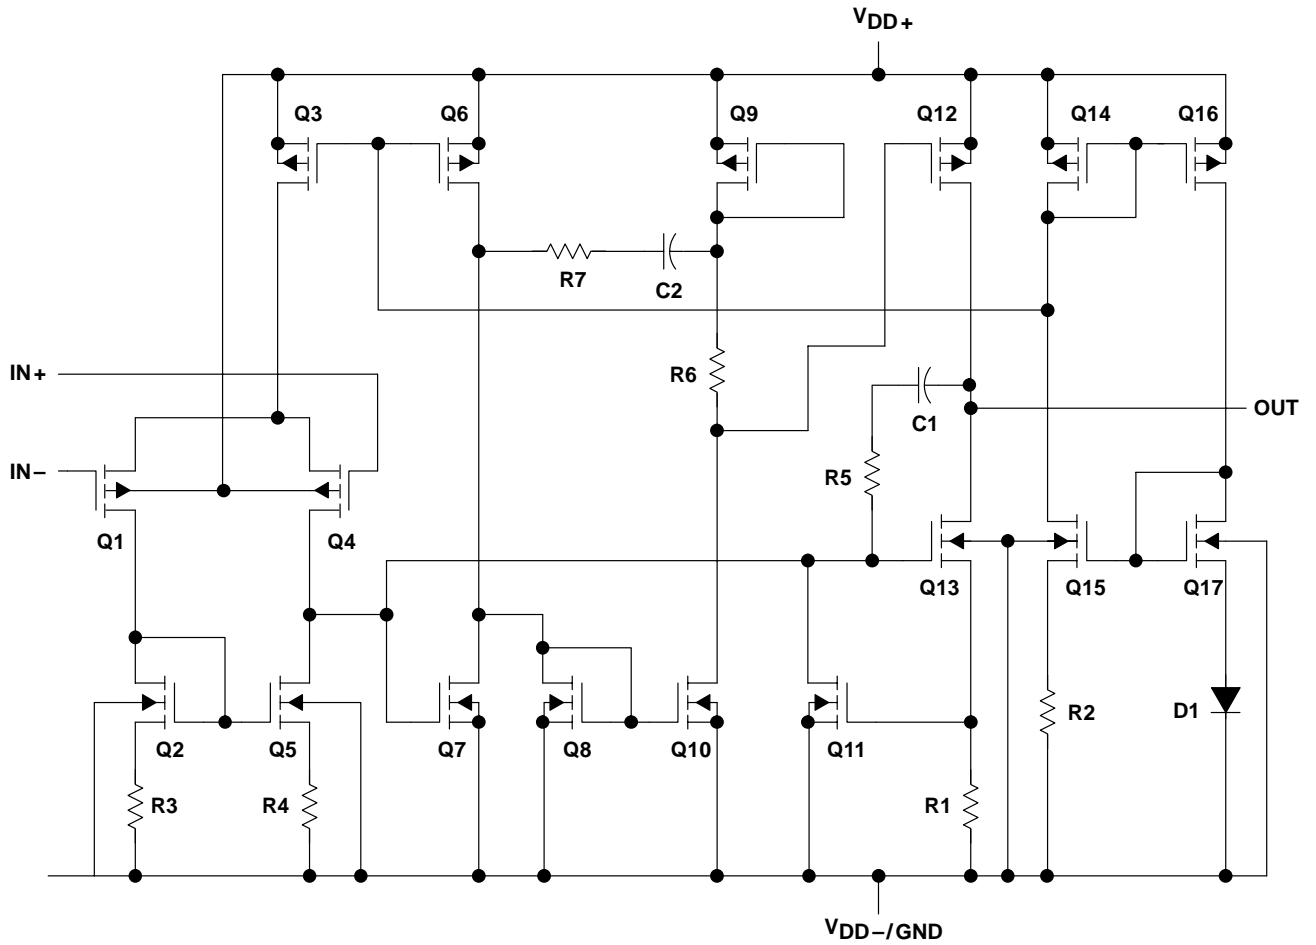 VDD+
Q3
Q6
Q9
Q12
Q14
Q16
R7
C2
IN+
R6
C1
OUT
IN−
R5
Q1
Q4
Q13
Q15
Q17
Q2
Q5
Q7
Q8
Q10
Q11
R2
D1
R3
R4
R1
VDD−/GND